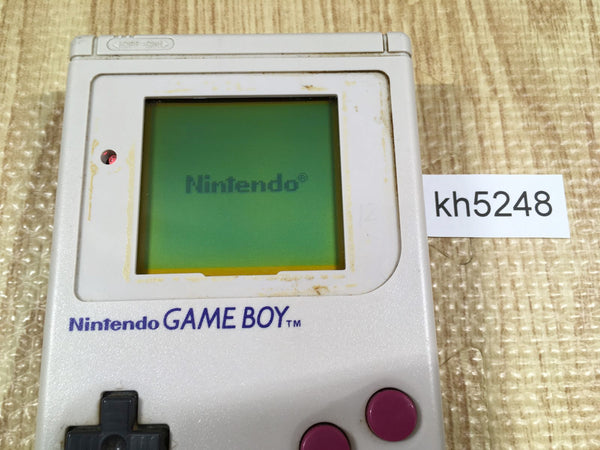 Nintendo®
kh5248
Nintendo GAME BOY™